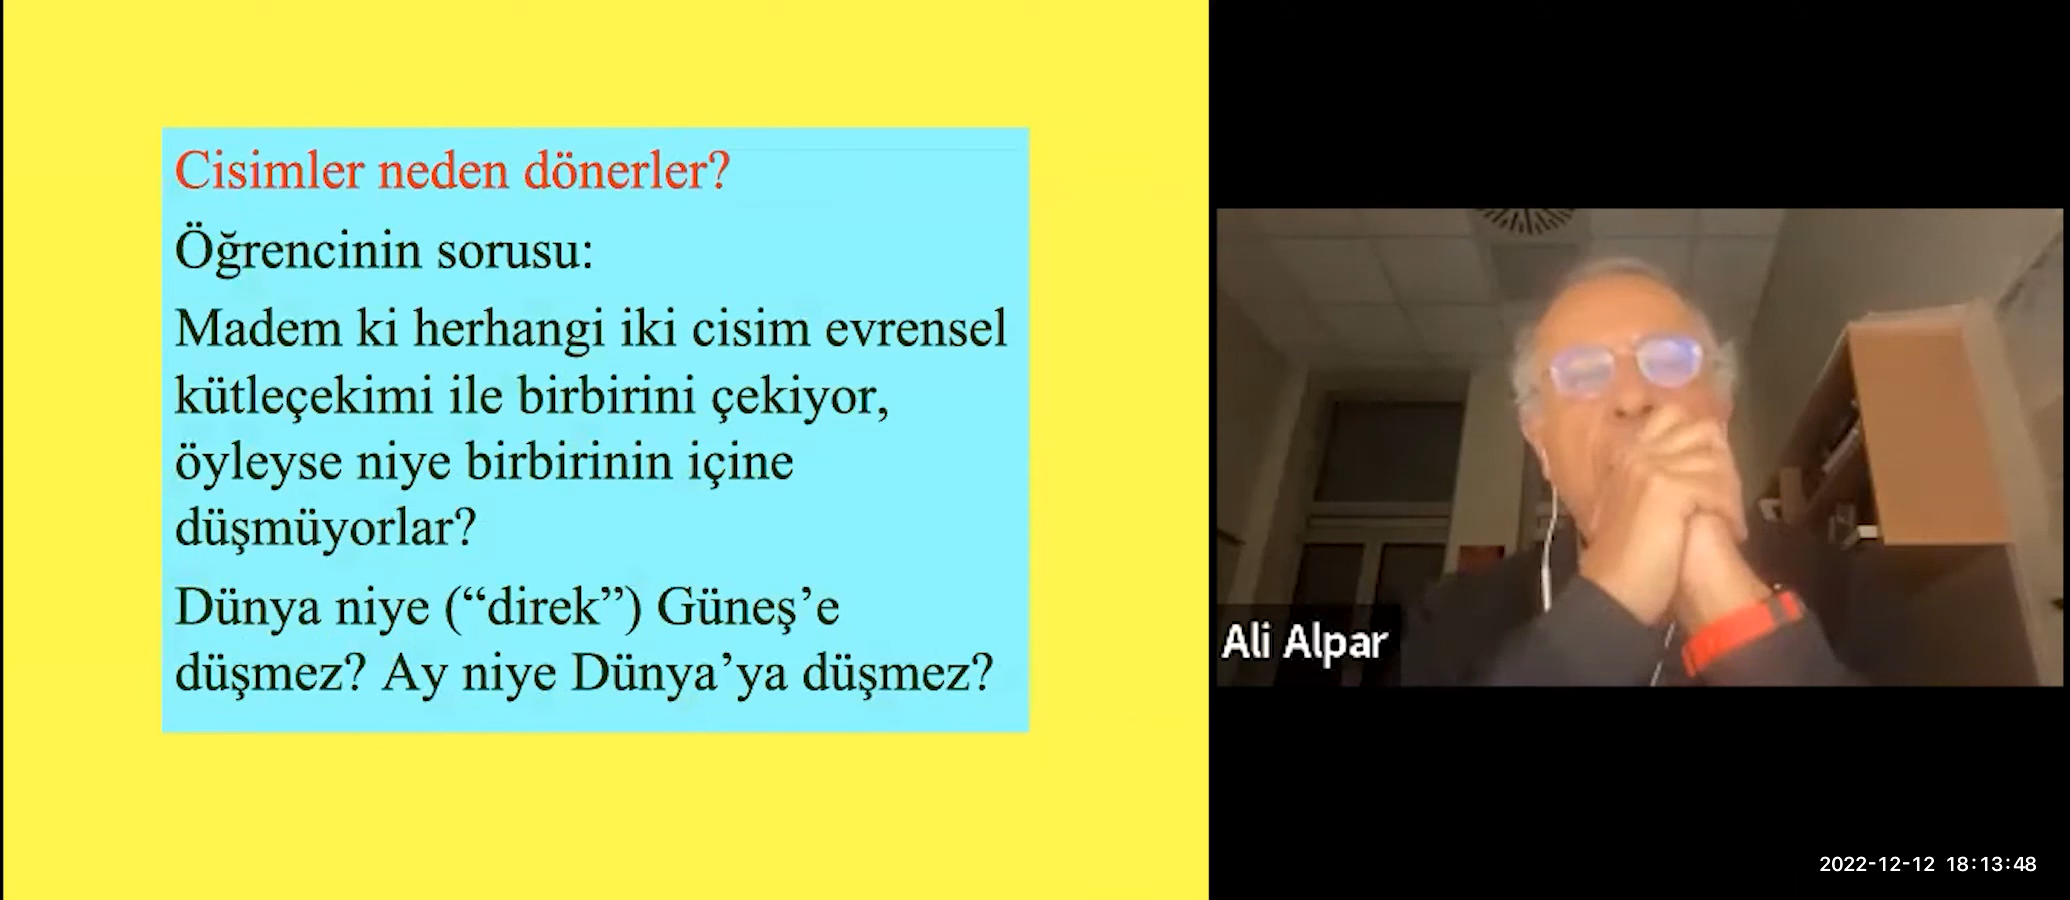 Cisimler neden dönerler?
Öğrencinin sorusu:
Madem ki herhangi iki cisim evrensel
kütleçekimi ile birbirini çekiyor,
öyleyse niye birbirinin içine
düşmüyorlar?
Dünya niye (“direk”) Güneş’e
düşmez? Ay niye Dünya’ya düşmez?
Ali Alpar
2022-12-12 18:13:48